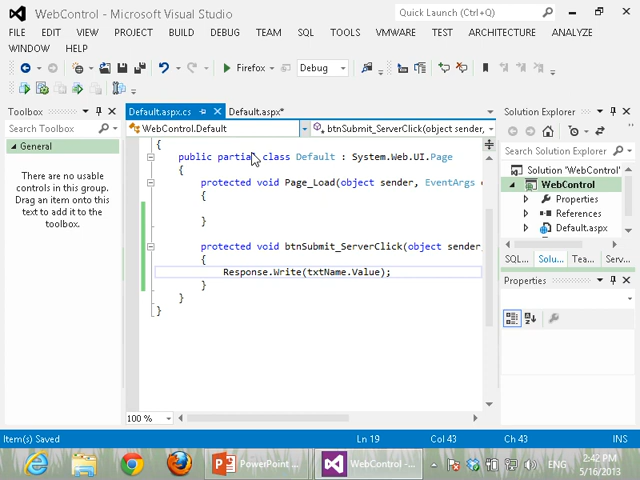 WebControl - Microsoft Visual Studio
Quick Launch (Ctrl+Q)
FILE EDIT VIEW PROJECT BUILD DEBUG TEAM SQL TOOLS VMWARE TEST ARCHITECTURE ANALYZE
WINDOW HELP
Firefox
Debug
Toolbox
Search Toolbox
General
There are no usable
controls in this group.
Drag an item onto this
text to add it to the
toolbox.
Default.aspx.cs
Default.aspx*
WebControl.Default
btnSubmit_ServerClick(object sender,
{
public partial class Default : System.Web.UI.Page
{
protected void Page_Load(object sender, EventArgs e
{
}
protected void btnSubmit_ServerClick(object sender,
{
Response.Write(txtName.Value);
}
}
}
100 %
Solution Explorer
Search Solution Explorer
Solution "WebControl"
WebControl
Properties
References
Default.aspx
SQL... Solu... Tea... Serv...
Properties
Item(s) Saved
Ln 19
Col 43
Ch 43
INS
PowerPoint ...
WebControl -...
2:42 PM
5/16/2013